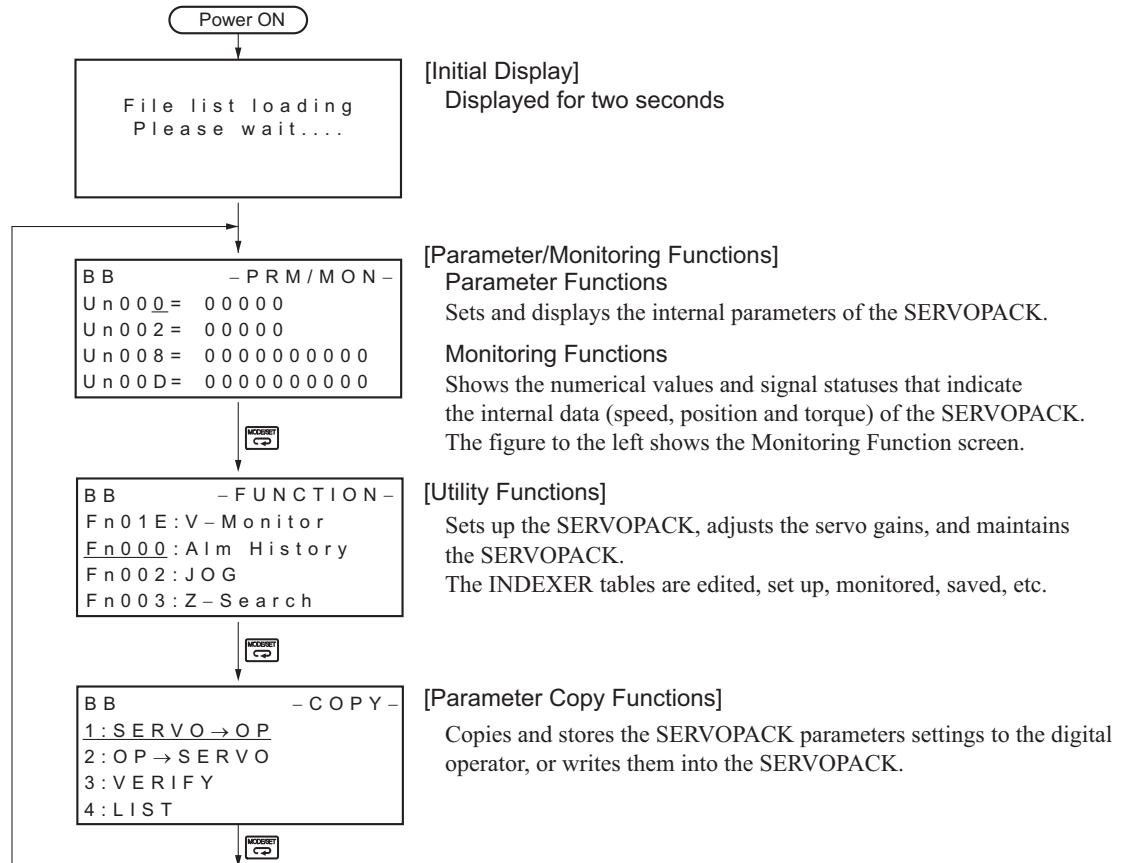 Power ON
File list loading
Please wait....
[Initial Display]
Displayed for two seconds
BB –PRM/MON–
Un000= 00000
Un002= 00000
Un008= 0000000000
Un00D= 0000000000
[Parameter/Monitoring Functions]
Parameter Functions
Sets and displays the internal parameters of the SERVOPACK.
Monitoring Functions
Shows the numerical values and signal statuses that indicate
the internal data (speed, position and torque) of the SERVOPACK.
The figure to the left shows the Monitoring Function screen.
MODE/SET
BB –FUNCTION–
Fn01E:V–Monitor
Fn000:Alm History
Fn002:JOG
Fn003:Z–Search
[Utility Functions]
Sets up the SERVOPACK, adjusts the servo gains, and maintains
the SERVOPACK.
The INDEXER tables are edited, set up, monitored, saved, etc.
MODE/SET
BB –COPY–
1:SERVO→OP
2:OP→SERVO
3:VERIFY
4:LIST
[Parameter Copy Functions]
Copies and stores the SERVOPACK parameters settings to the digital
operator, or writes them into the SERVOPACK.
MODE/SET